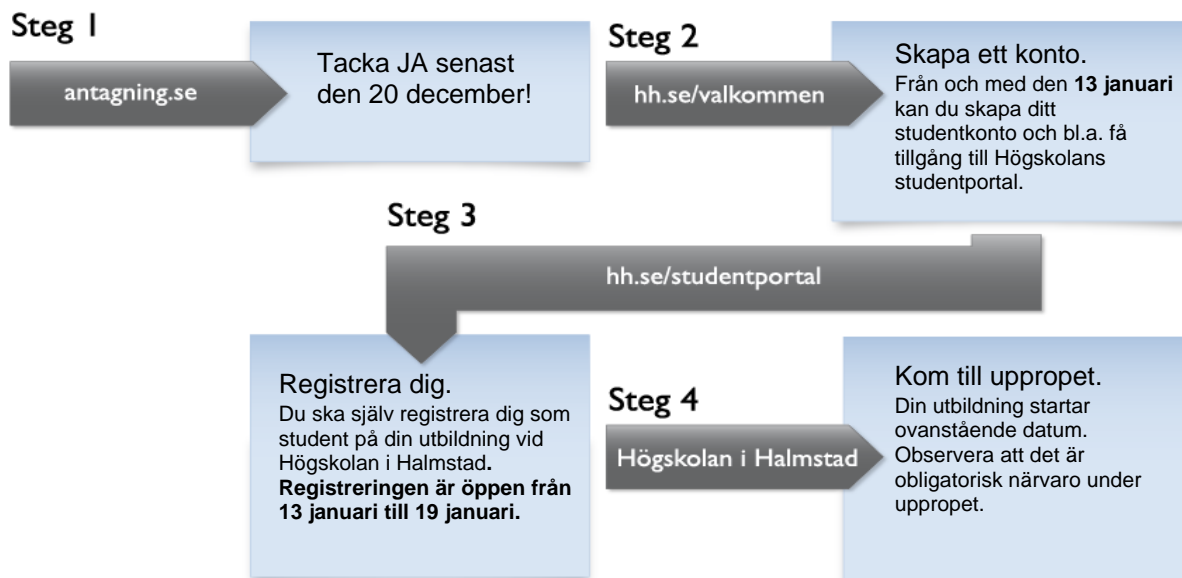 Steg 1
antagning.se
Tacka JA senast
den 20 december!
Steg 2
hh.se/valkommen
Skapa ett konto.
Från och med den 13 januari
kan du skapa ditt
studentkonto och bl.a. få
tillgång till Högskolans
studentportal.
Steg 3
hh.se/studentportal
Registrera dig.
Du ska själv registrera dig som
student på din utbildning vid
Högskolan i Halmstad.
Registreringen är öppen från
13 januari till 19 januari.
Steg 4
Högskolan i Halmstad
Kom till uppropet.
Din utbildning startar
ovanstående datum.
Observera att det är
obligatorisk närvaro under
uppropet.